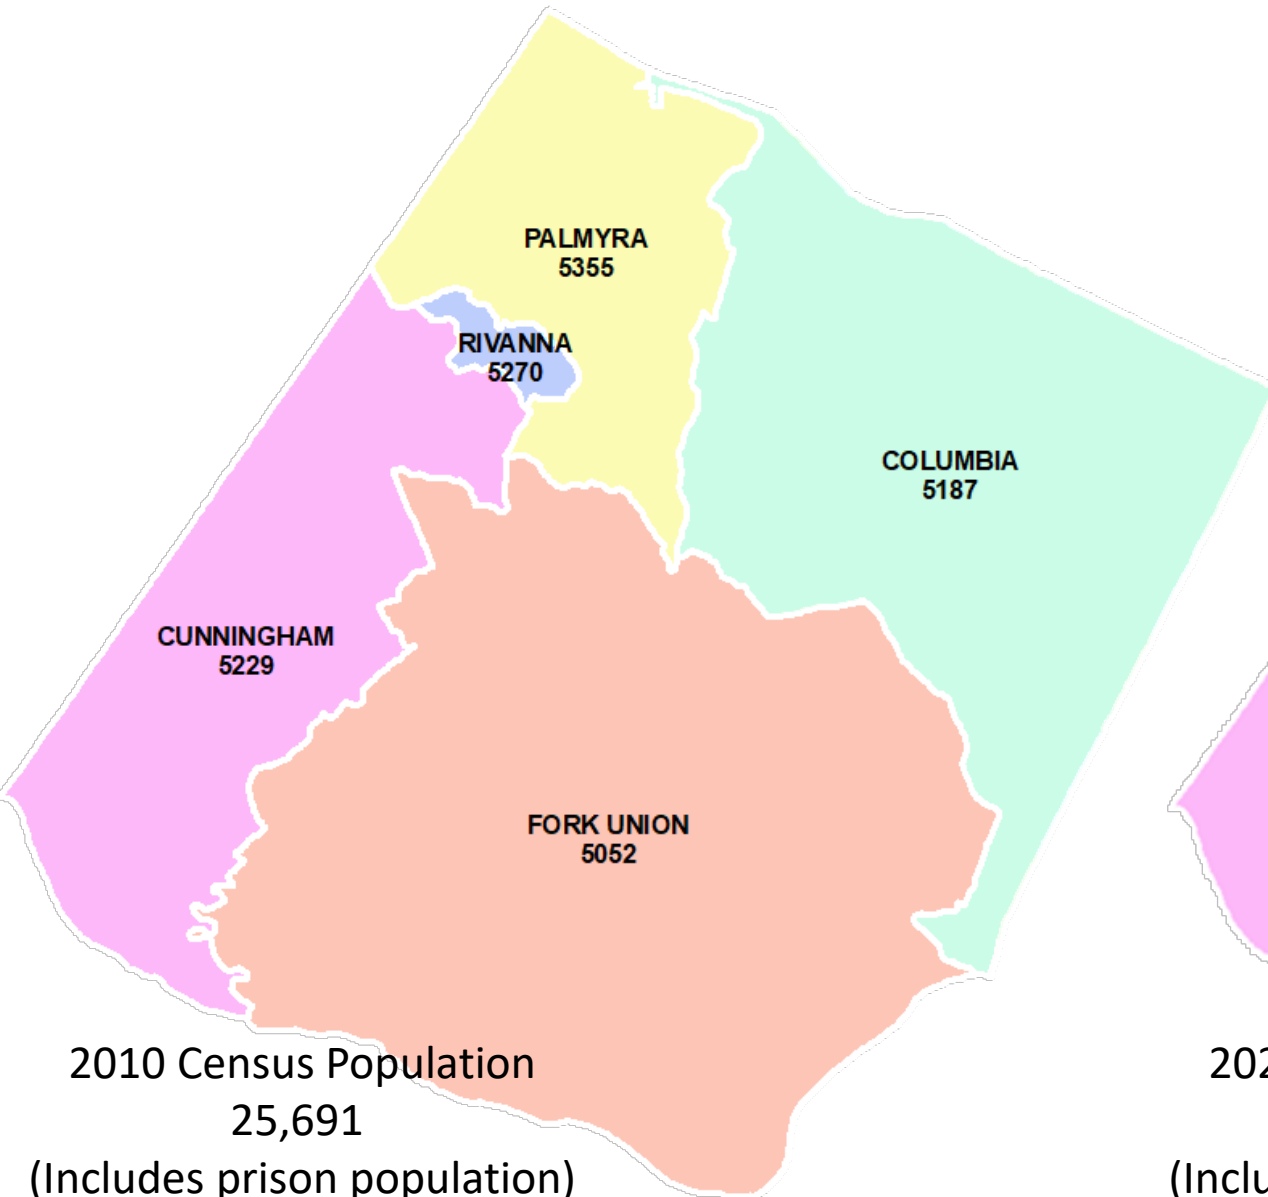 PALMYRA
5355
RIVANNA
5270
COLUMBIA
5187
CUNNINGHAM
5229
FORK UNION
5052
2010 Census Population
25,691
(Includes prison population)